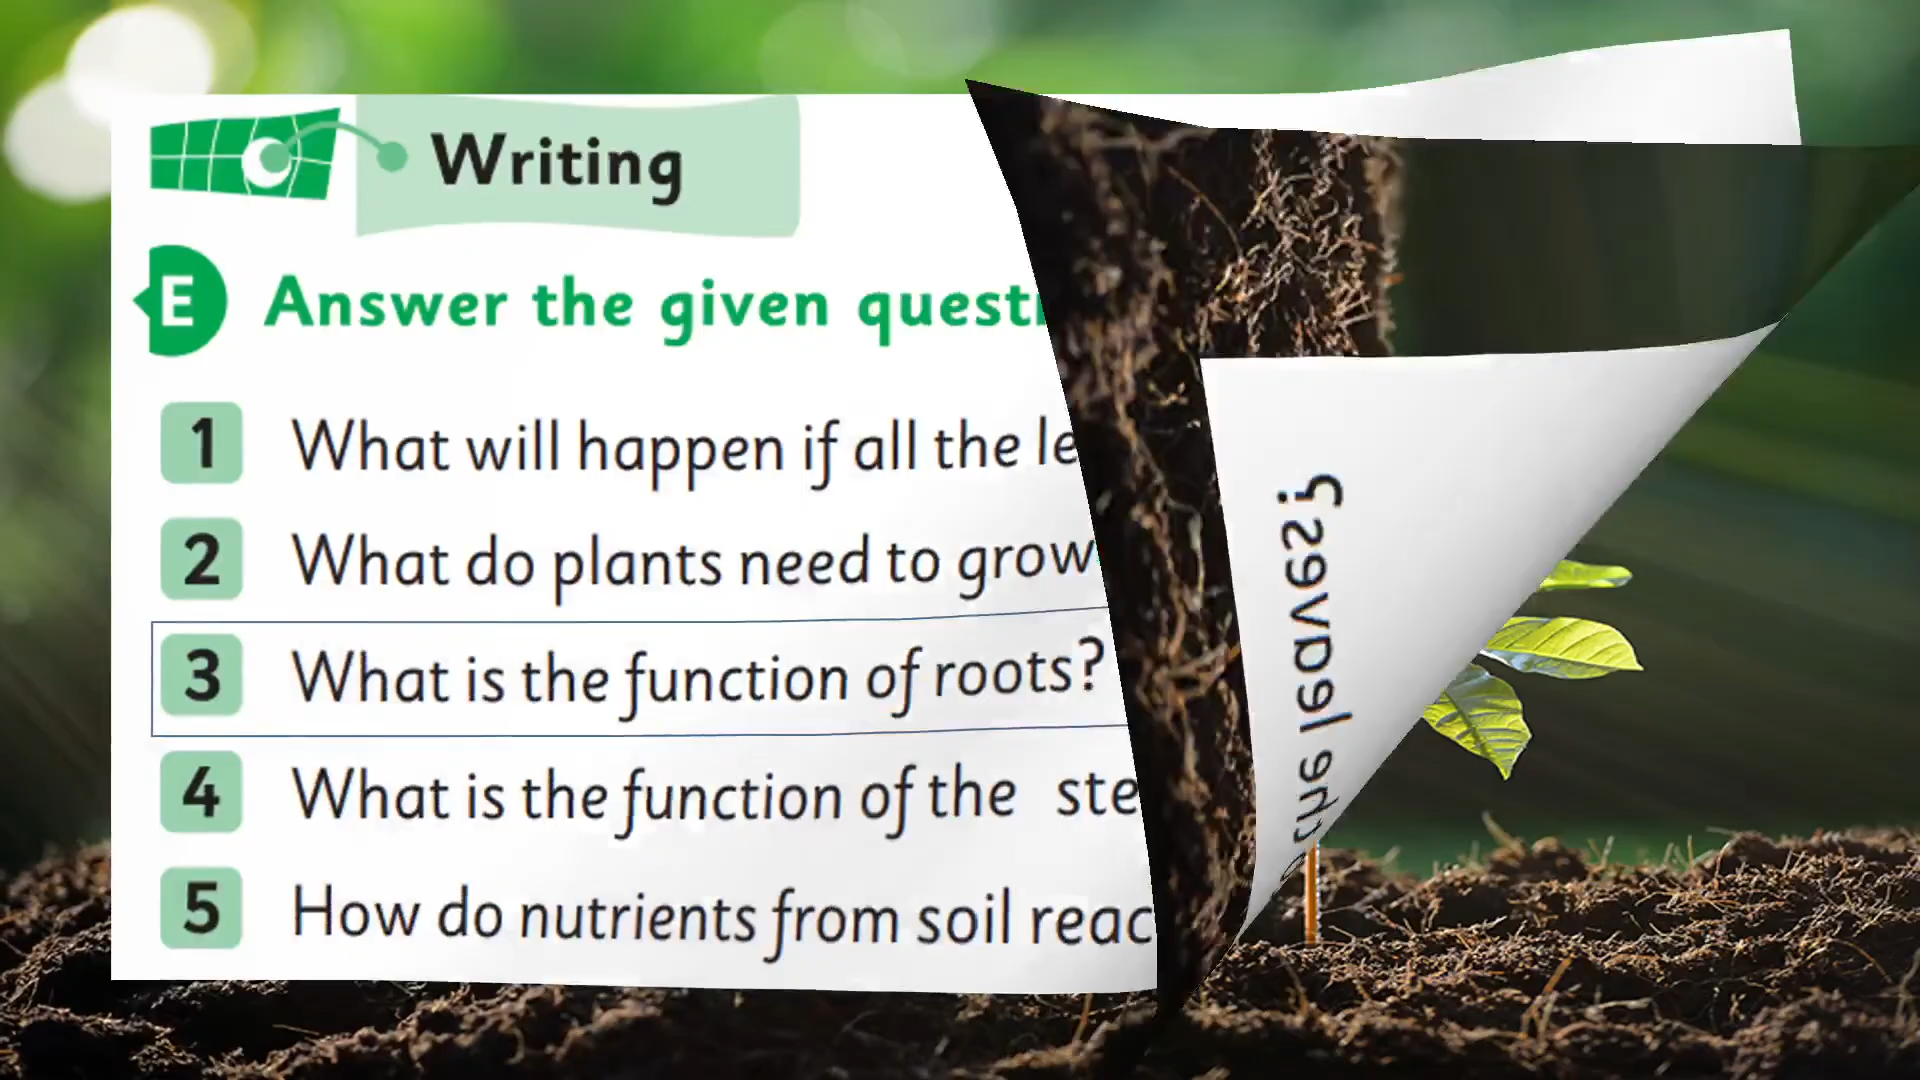 Writing
E Answer the given quest
1 What will happen if all the le
2 What do plants need to grow
3 What is the function of roots?
4 What is the function of the ste
5 How do nutrients from soil reac
the leaves?